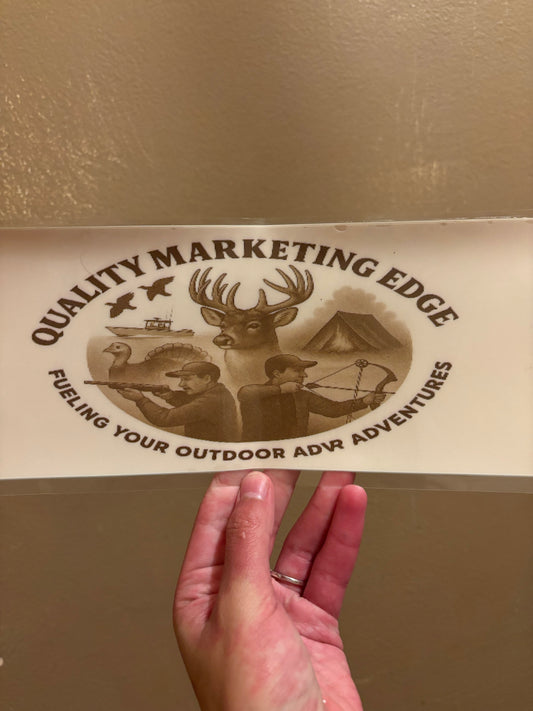 QUALITY MARKETING EDGE
FUELING YOUR OUTDOOR ADVR ADVENTURES